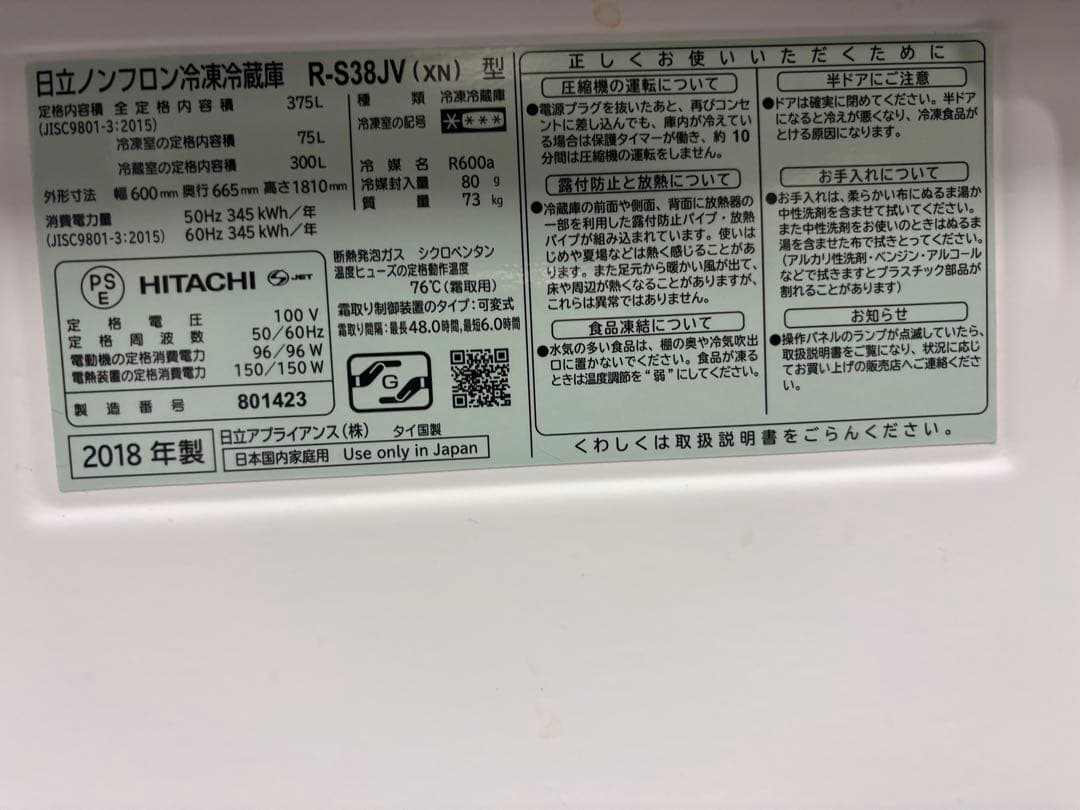 日立ノンフロン冷凍冷蔵庫 R-S38JV(XN) 型
定格内容積 全定格内容積 375L
(JISC9801-3:2015)
冷凍室の定格内容積 75L
冷蔵室の定格内容積 300L
外形寸法 幅600mm奥行665mm高さ1810mm
消費電力量 50Hz 345kWh/年
(JISC9801-3:2015) 60Hz 345kWh/年
種類 冷凍冷蔵庫
冷凍室の記号 ****
冷媒名 R600a
冷媒封入量 80 g
質量 73 kg
PS
E
HITACHI S JET
定格電圧 100V
定格周波数 50/60Hz
電動機の定格消費電力 96/96W
電熱装置の定格消費電力 150/150W
製造番号 801423
断熱発泡ガス シクロペンタン
温度ヒューズの定格動作温度
76℃(霜取用)
霜取り制御装置のタイプ:可変式
霜取り間隔:最長48.0時間,最短6.0時間
G
2018年製
日立アプライアンス(株) タイ国製
日本国内家庭用 Use only in Japan
正しくお使いいただくために
圧縮機の運転について
●電源プラグを抜いたあと、再びコンセ
ントに差し込んでも、庫内が冷えてい
る場合は保護タイマーが働き、約10
分間は圧縮機の運転をしません。
露付防止と放熱について
●冷蔵庫の前面や側面、背面に放熱器の
一部を利用した露付防止パイプ・放熱
パイプが組み込まれています。使いは
じめや夏場などは熱く感じることがあ
ります。また足元から暖かい風が出て、
床や周辺が熱くなることがありますが、
これらは異常ではありません。
食品凍結について
●水気の多い食品は、棚の奥や冷気吹出
口に置かないでください。食品が凍る
ときは温度調節を“弱”にしてください。
半ドアにご注意
●ドアは確実に閉めてください。半ドア
になると冷えが悪くなり、冷凍食品が
とける原因になります。
お手入れについて
●お手入れは、柔らかい布にぬるま湯か
中性洗剤を含ませて拭いてください。
また中性洗剤をお使いのときはぬるま
湯を含ませた布で拭きとってください。
(アルカリ性洗剤・ベンジン・アルコール
などで拭きますとプラスチック部品が
割れることがあります)
お知らせ
●操作パネルのランプが点滅していたら、
取扱説明書をご覧になり、状況に応じ
てお買い上げの販売店へご連絡くださ
い。
くわしくは取扱説明書をごらんください。